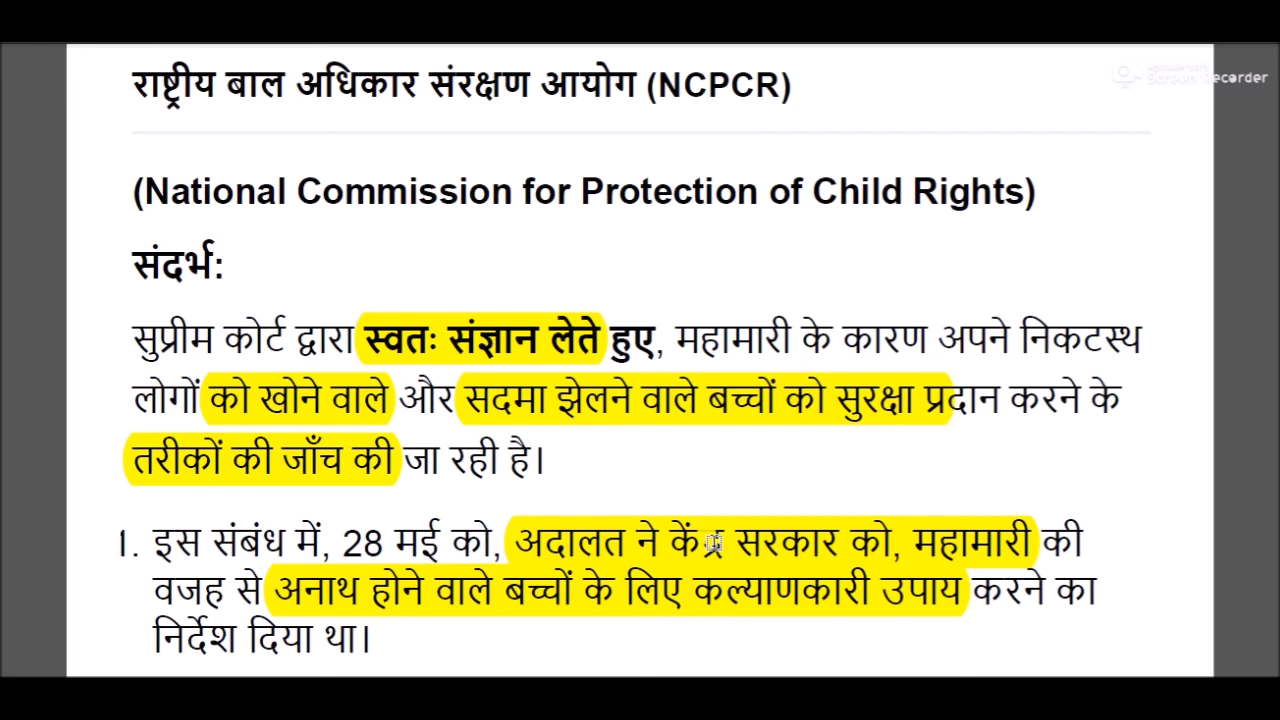 राष्ट्रीय बाल अधिकार संरक्षण आयोग (NCPCR)
Screen Recorder
(National Commission for Protection of Child Rights)
संदर्भ:
सुप्रीम कोर्ट द्वारा स्वतः संज्ञान लेते हुए, महामारी के कारण अपने निकटस्थ
लोगों को खोने वाले और सदमा झेलने वाले बच्चों को सुरक्षा प्रदान करने के
तरीकों की जाँच की जा रही है।
1. इस संबंध में, 28 मई को, अदालत ने केंद्र सरकार को, महामारी की
वजह से अनाथ होने वाले बच्चों के लिए कल्याणकारी उपाय करने का
निर्देश दिया था।